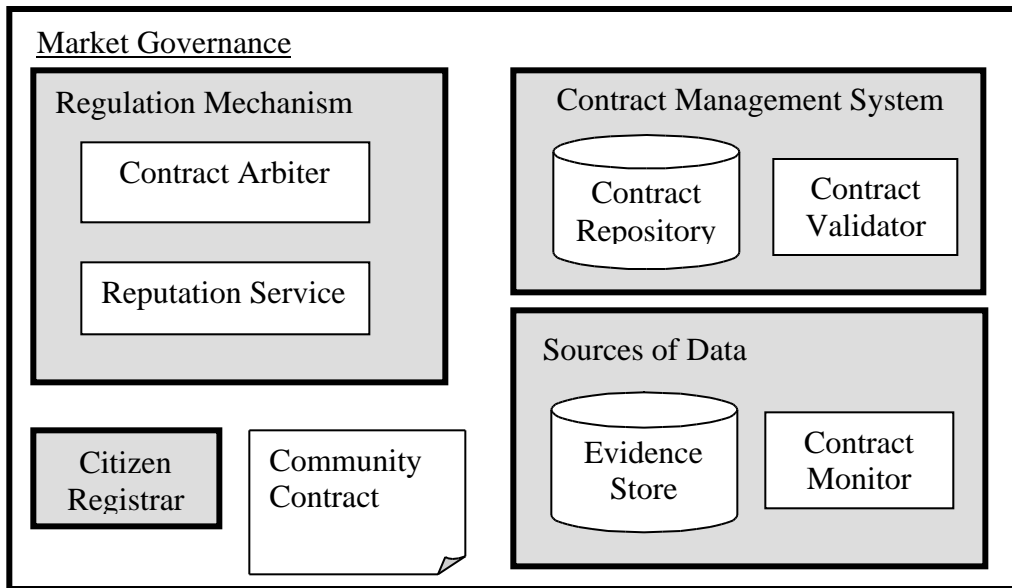 Market Governance
Regulation Mechanism
Contract Arbiter
Reputation Service
Contract Management System
Contract
Repository
Contract
Validator
Sources of Data
Evidence
Store
Contract
Monitor
Citizen
Registrar
Community
Contract